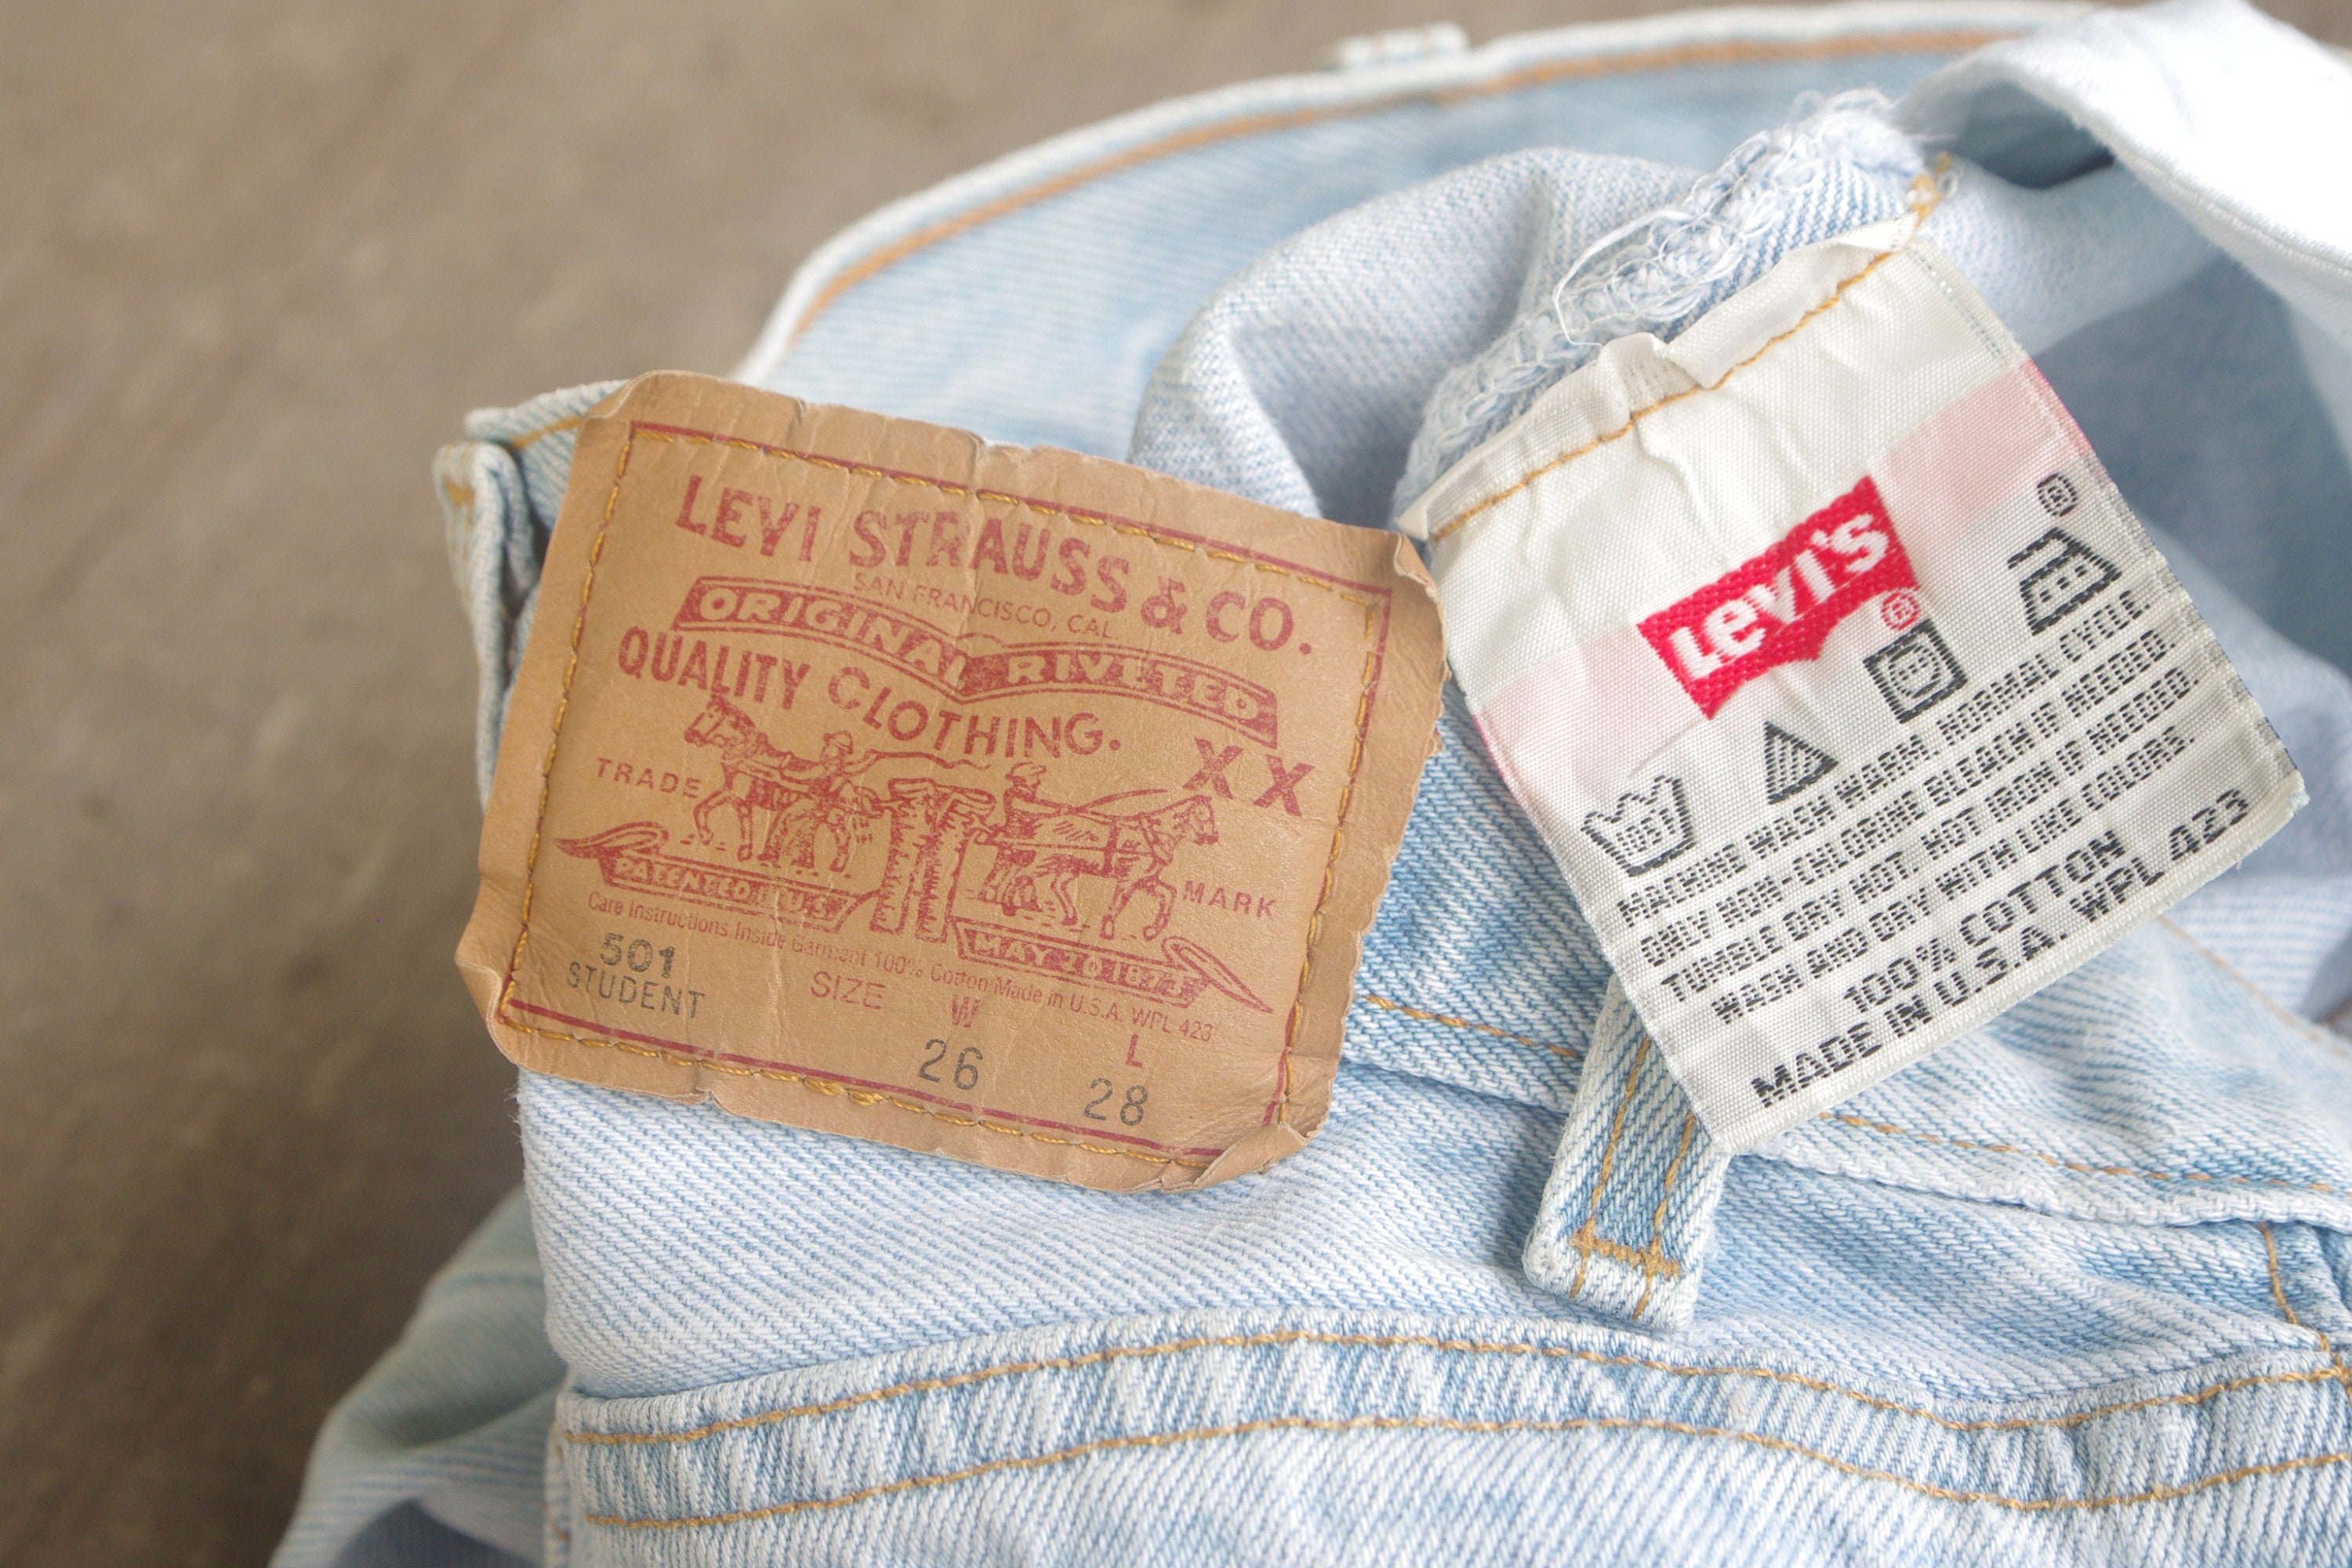 LEVI STRAUSS & CO.
SAN FRANCISCO, CAL.
ORIGINAL RIVETED
QUALITY CLOTHING.
XX
TRADE MARK
PATENTED IN U.S.
MAY 20 1873
Care Instructions Inside Garment 100% Cotton Made in U.S.A. WPL 423
501
STUDENT
SIZE W L
26 28
Levi's®
®
MACHINE WASH WARM. NORMAL CYCLE.
ONLY NON-CHLORINE BLEACH IF NEEDED.
TUMBLE DRY HOT. HOT IRON IF NEEDED.
WASH AND DRY WITH LIKE COLORS.
100% COTTON
MADE IN U.S.A. WPL 423